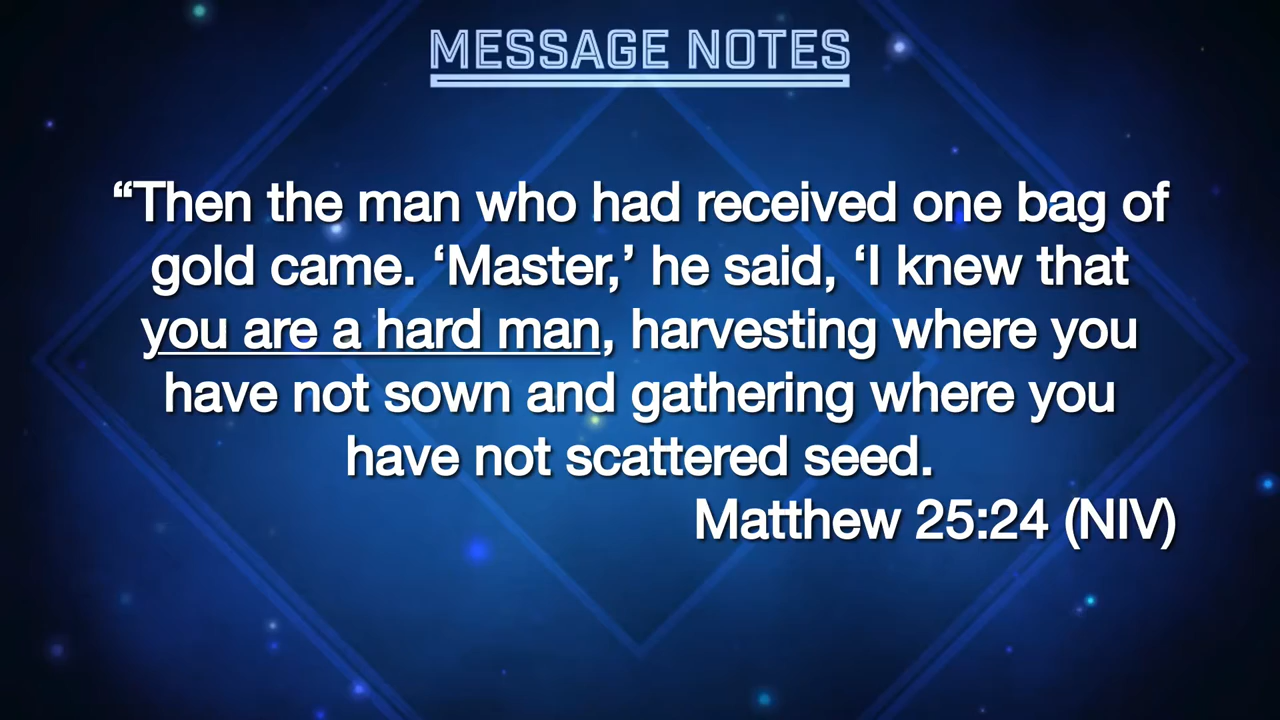 MESSAGE NOTES
“Then the man who had received one bag of
gold came. ‘Master,’ he said, ‘I knew that
you are a hard man, harvesting where you
have not sown and gathering where you
have not scattered seed.
Matthew 25:24 (NIV)